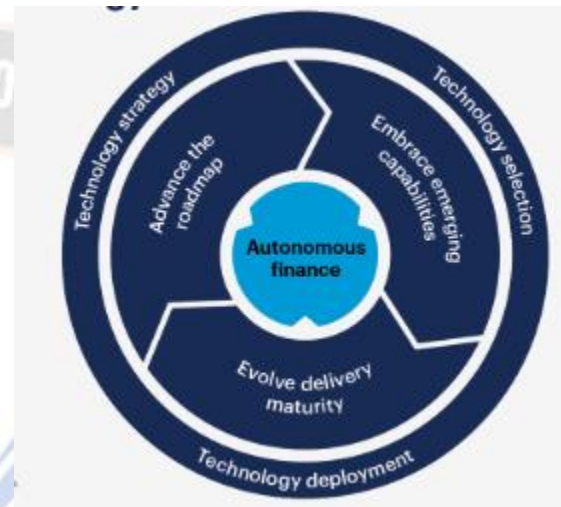 Technology strategy
Technology selection
Advance the
roadmap
Embrace emerging
capabilities
Autonomous
finance
Evolve delivery
maturity
Technology deployment